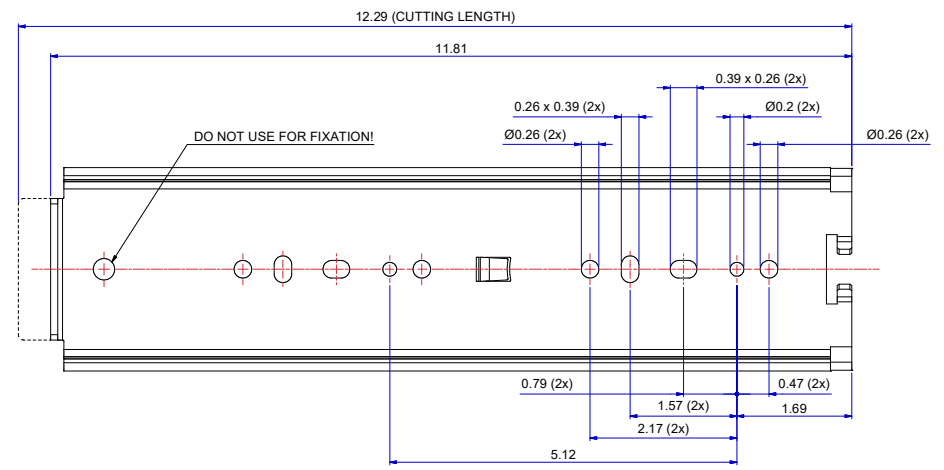 12.29 (CUTTING LENGTH)
11.81
0.39 x 0.26 (2x)
0.26 x 0.39 (2x)
Ø0.2 (2x)
DO NOT USE FOR FIXATION!
Ø0.26 (2x)
Ø0.26 (2x)
0.79 (2x)
0.47 (2x)
1.57 (2x)
1.69
2.17 (2x)
5.12